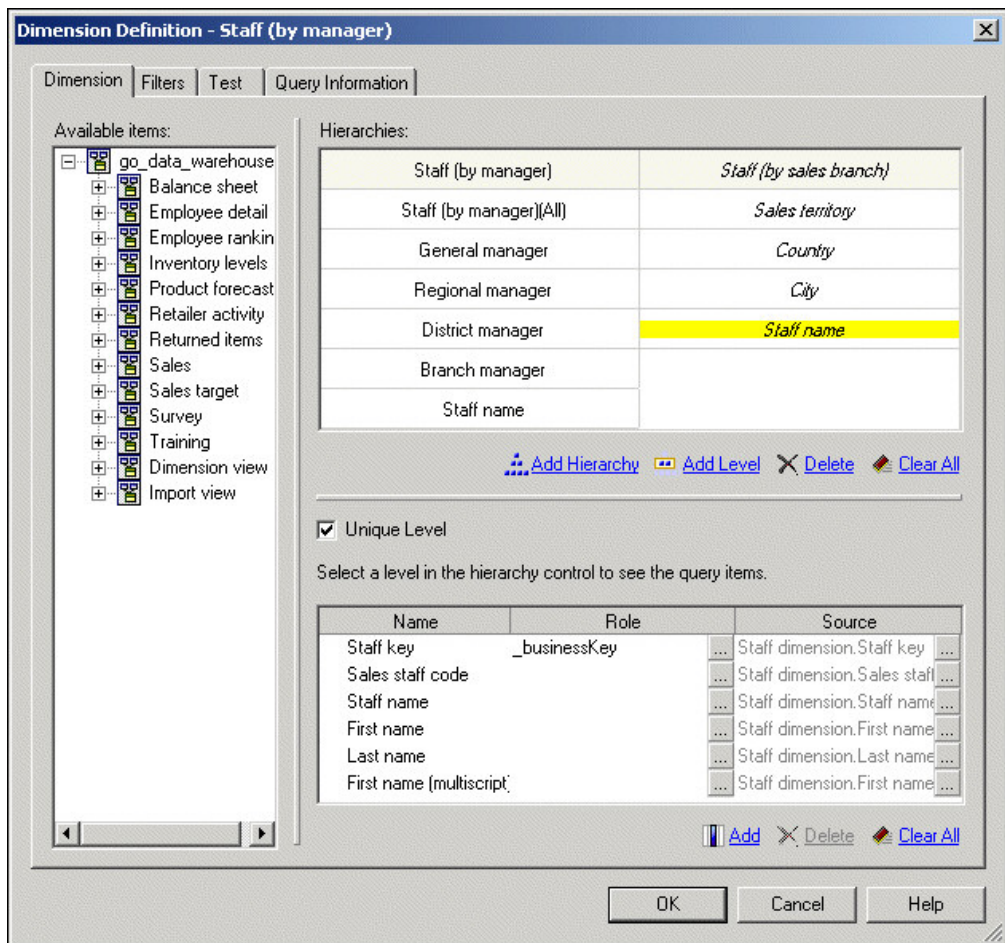 Dimension Definition - Staff (by manager)
Dimension Filters Test Query Information
Available items:
go_data_warehouse
Balance sheet
Employee detail
Employee rankin
Inventory levels
Product forecast
Retailer activity
Returned items
Sales
Sales target
Survey
Training
Dimension view
Import view
Hierarchies:
Staff (by manager) Staff (by sales branch)
Staff (by manager)(All) Sales territory
General manager Country
Regional manager City
District manager Staff name
Branch manager
Staff name
Add Hierarchy Add Level Delete Clear All
Unique Level
Select a level in the hierarchy control to see the query items.
Name Role Source
Staff key _businessKey ... Staff dimension.Staff key ...
Sales staff code ... Staff dimension.Sales staff ...
Staff name ... Staff dimension.Staff name ...
First name ... Staff dimension.First name ...
Last name ... Staff dimension.Last name ...
First name (multiscript) ... Staff dimension.First name ...
Add Delete Clear All
OK Cancel Help